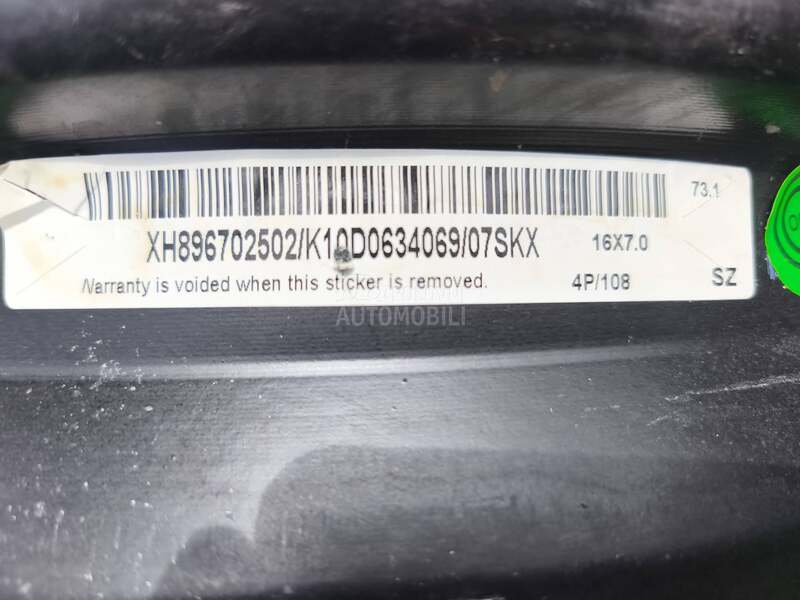 73.1
XH896702502/K10D0634069/07SKX
16X7.0
Warranty is voided when this sticker is removed.
4P/108
SZ
POLOVNI
AUTOMOBILI